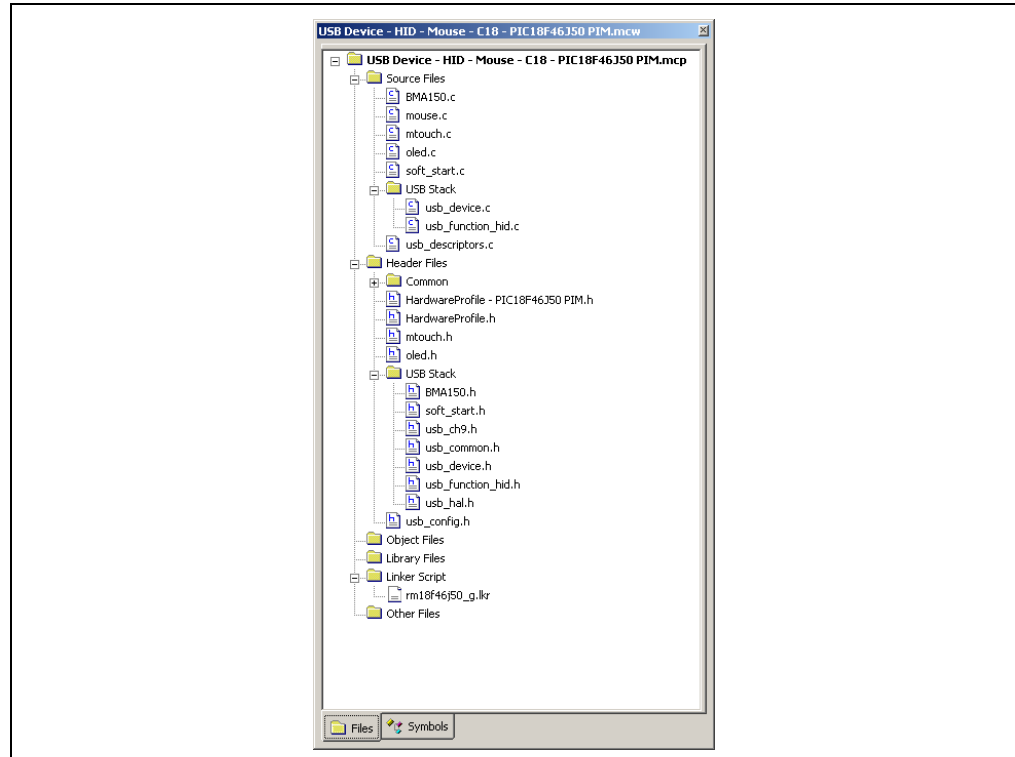 USB Device - HID - Mouse - C18 - PIC18F46J50 PIM.mcw
USB Device - HID - Mouse - C18 - PIC18F46J50 PIM.mcp
Source Files
BMA150.c
mouse.c
mtouch.c
oled.c
soft_start.c
USB Stack
usb_device.c
usb_function_hid.c
usb_descriptors.c
Header Files
Common
HardwareProfile - PIC18F46J50 PIM.h
HardwareProfile.h
mtouch.h
oled.h
USB Stack
BMA150.h
soft_start.h
usb_ch9.h
usb_common.h
usb_device.h
usb_function_hid.h
usb_hal.h
usb_config.h
Object Files
Library Files
Linker Script
rm18f46j50_g.lkr
Other Files
Files Symbols